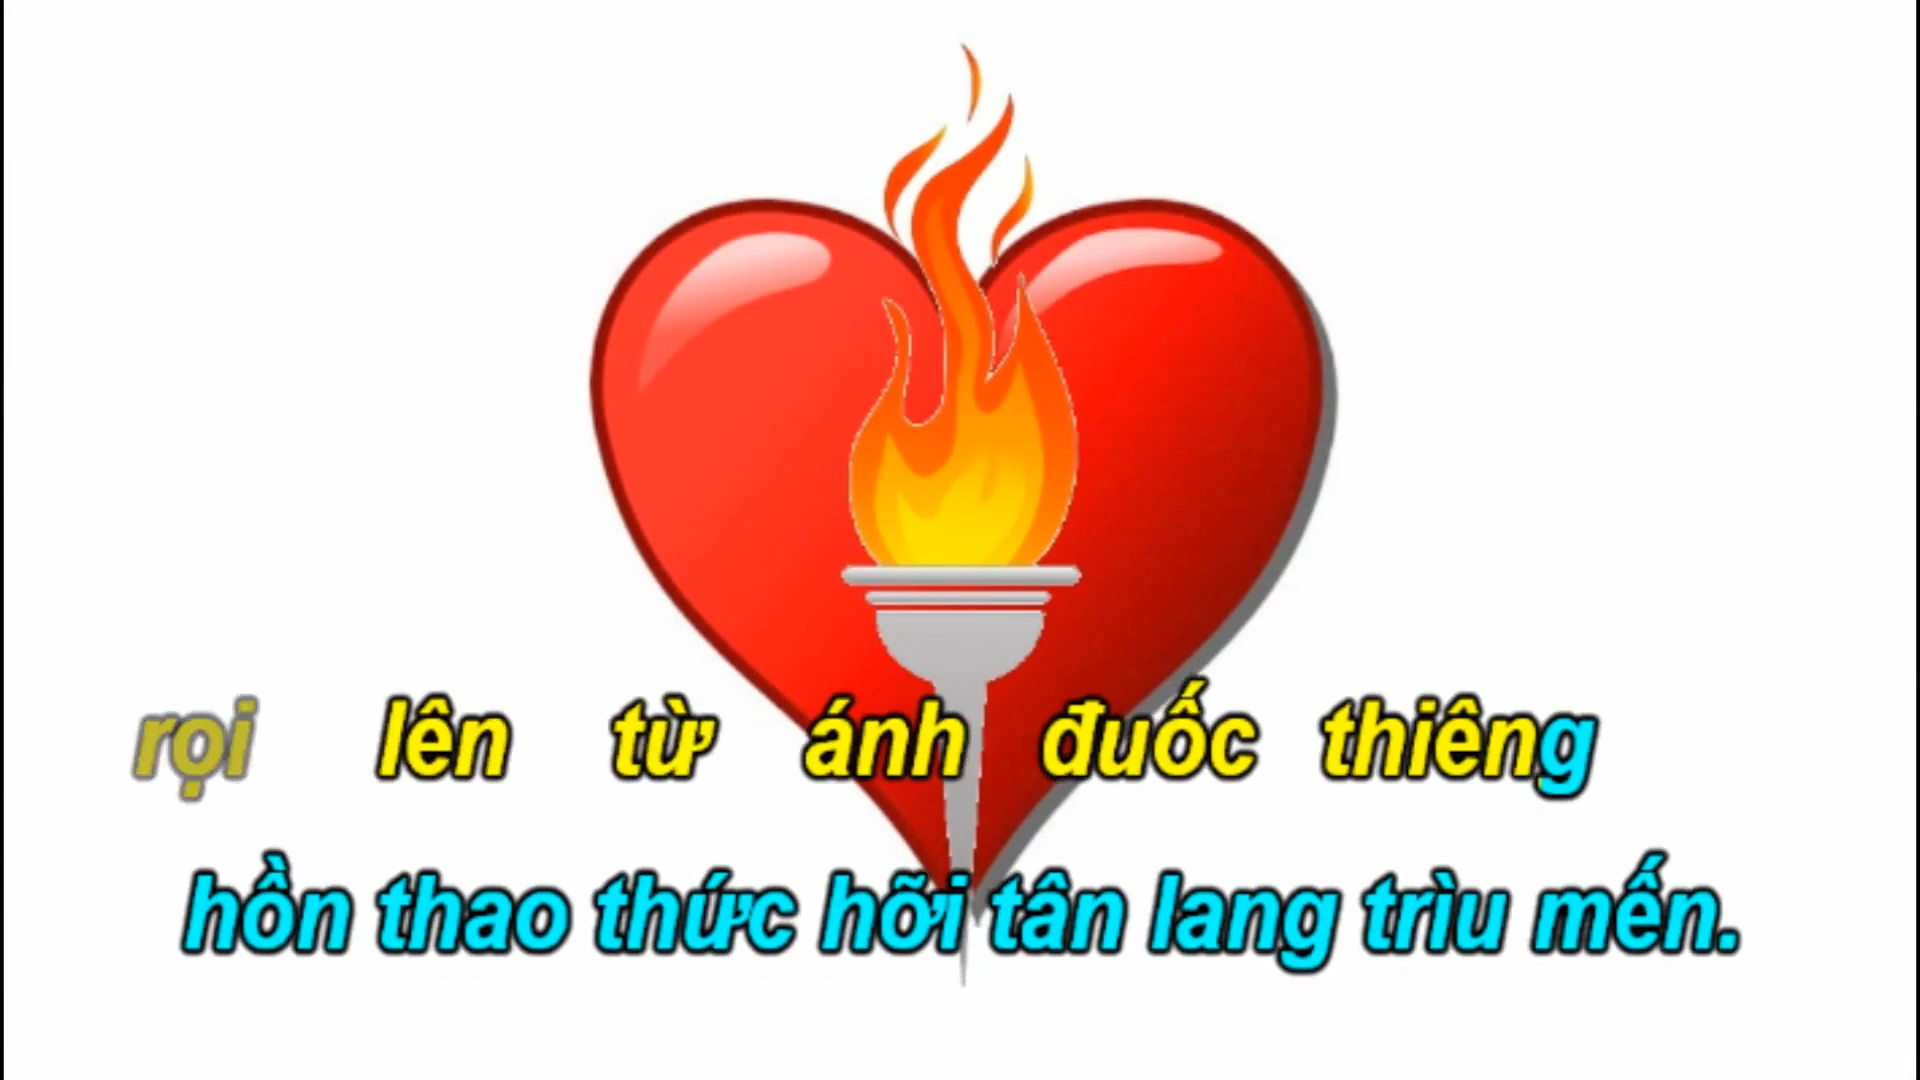 rọi lên từ ánh đuốc thiêng
hồn thao thức hỡi tân lang trìu mến.